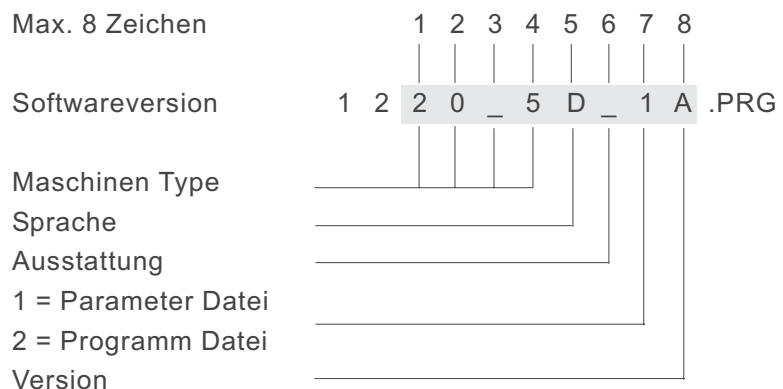 Max. 8 Zeichen 1 2 3 4 5 6 7 8
Softwareversion 1 2 2 0 _ 5 D _ 1 A .PRG
Maschinen Type
Sprache
Ausstattung
1 = Parameter Datei
2 = Programm Datei
Version